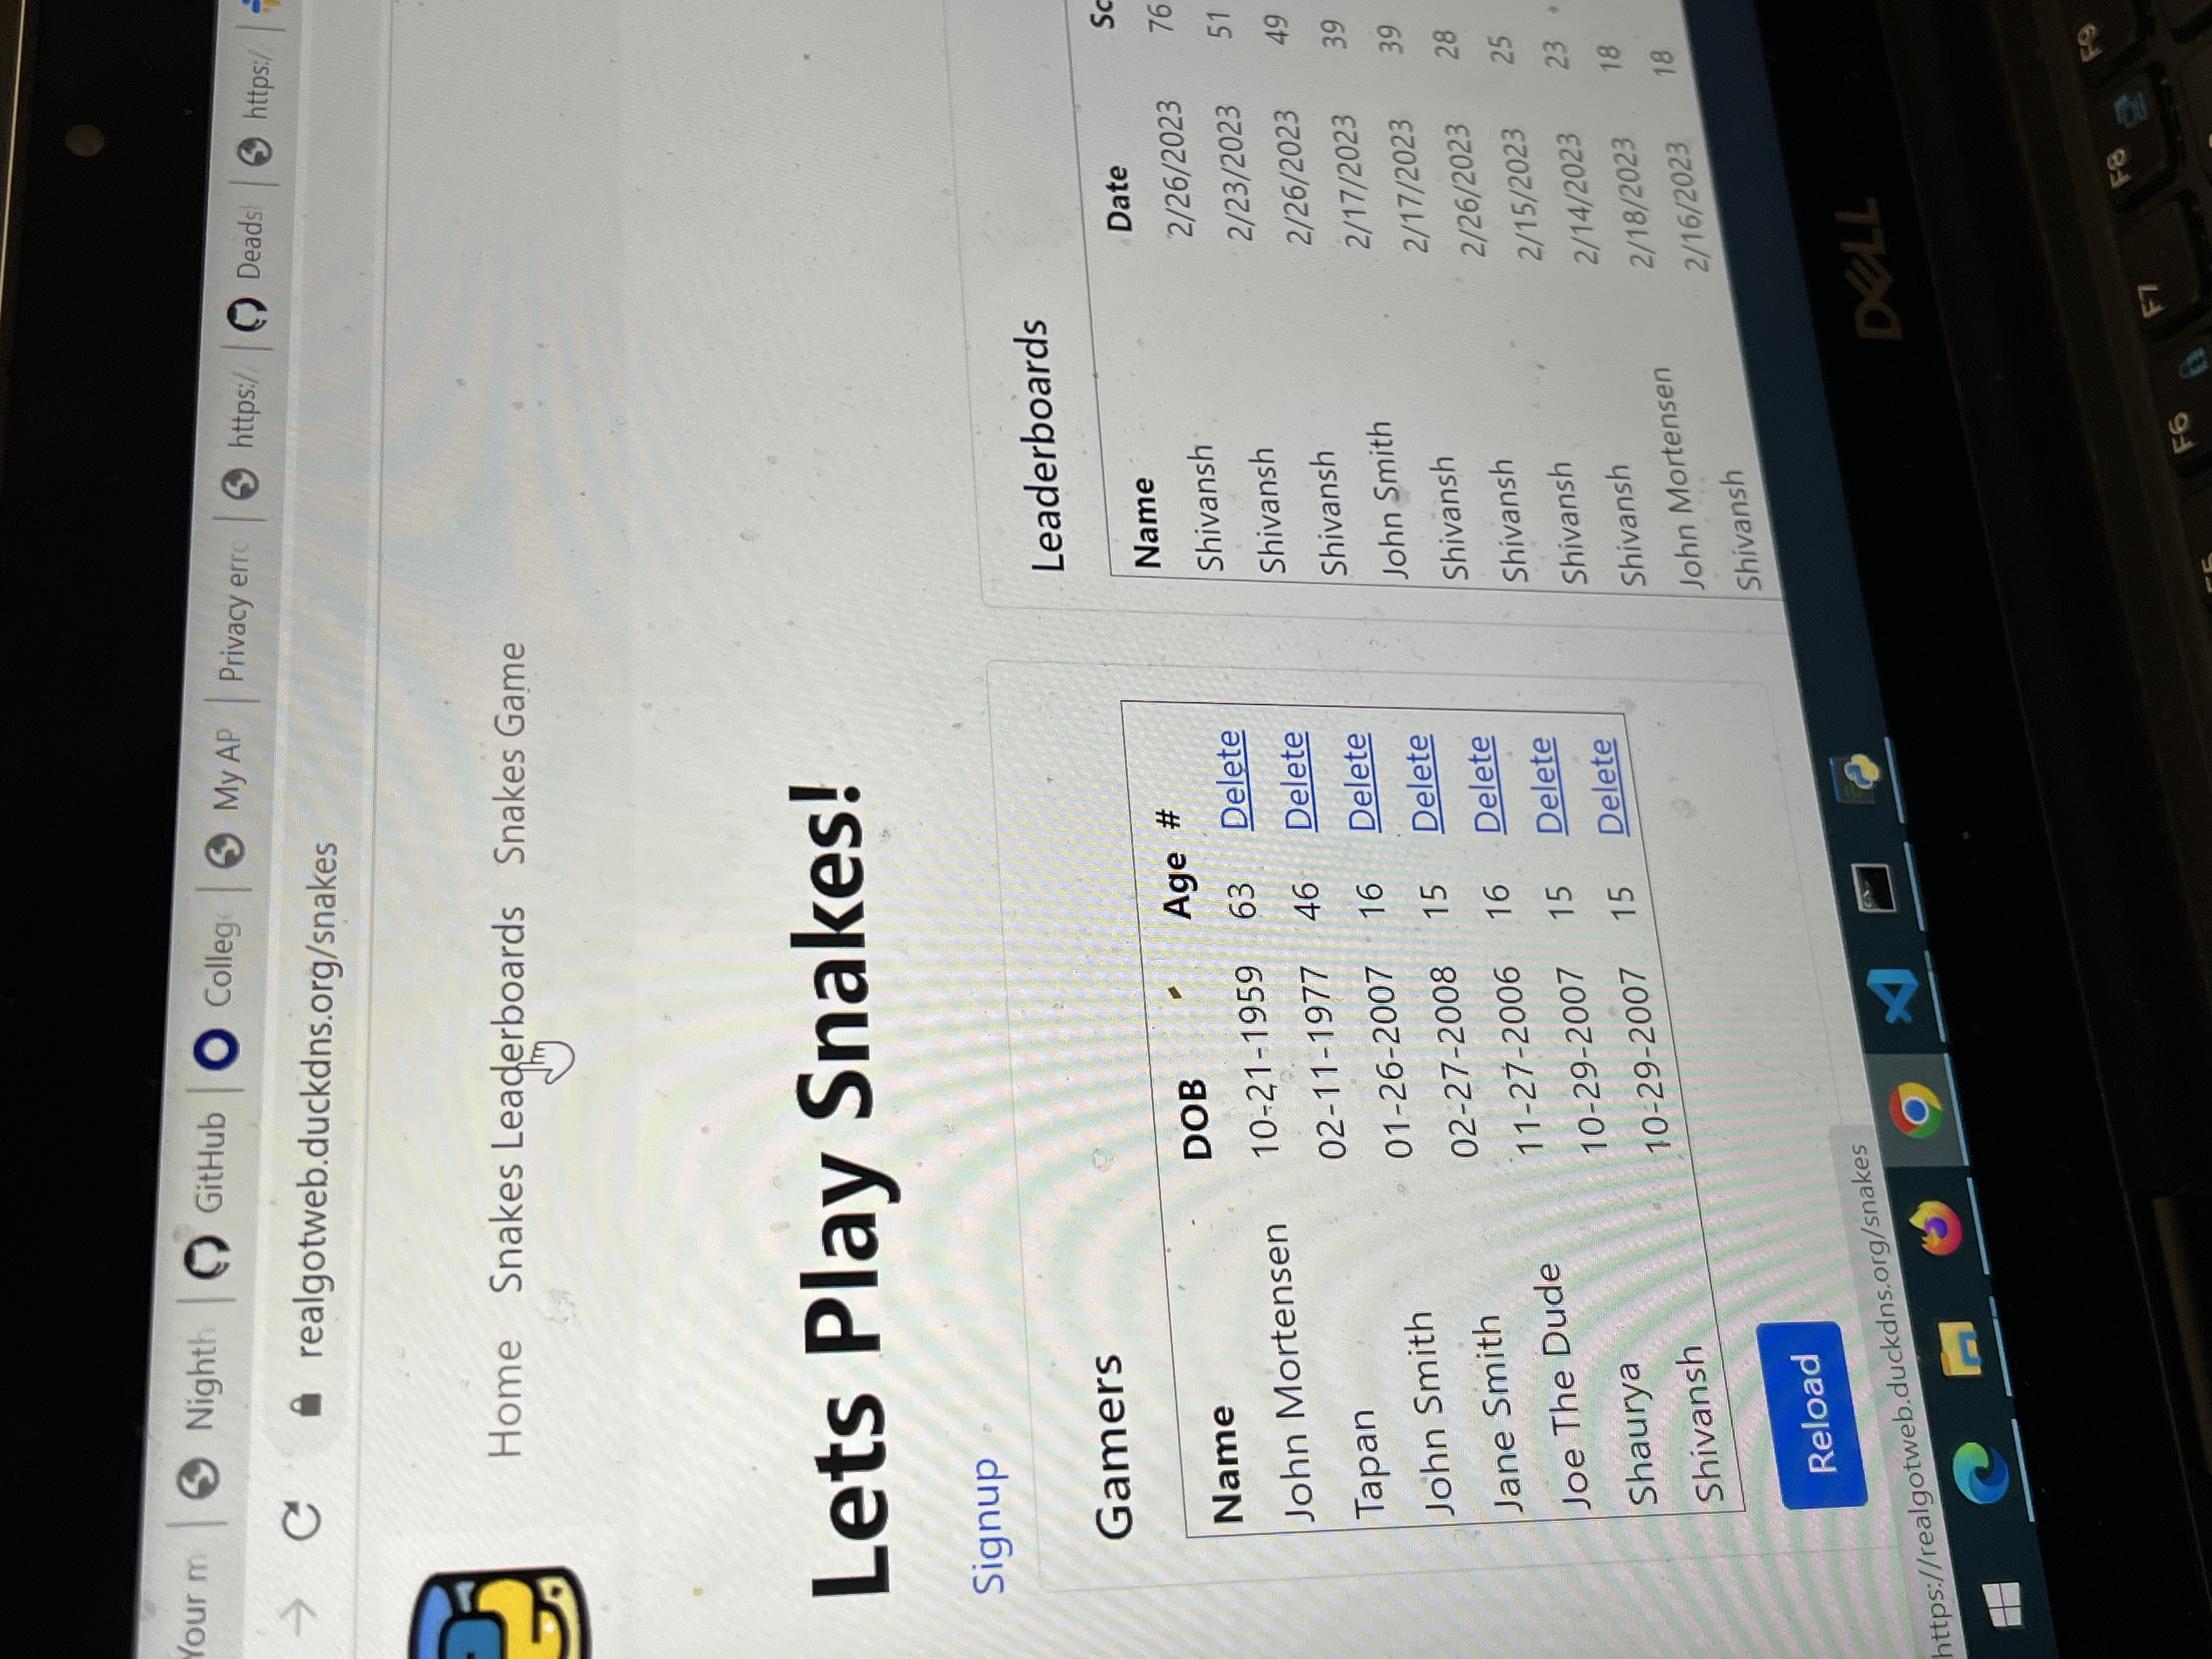 Your m Nighth GitHub Colleg My AP Privacy erro https:/ Deads https:/
realgotweb.duckdns.org/snakes
Home Snakes Leaderboards Snakes Game
Lets Play Snakes!
Signup
Gamers
Name DOB Age #
John Mortensen 10-21-1959 63 Delete
Tapan 02-11-1977 46 Delete
John Smith 01-26-2007 16 Delete
Jane Smith 02-27-2008 15 Delete
Joe The Dude 11-27-2006 16 Delete
Shaurya 10-29-2007 15 Delete
Shivansh 10-29-2007 15 Delete
Reload
Leaderboards
Name Date Sc
Shivansh 2/26/2023 76
Shivansh 2/23/2023 51
Shivansh 2/26/2023 49
John Smith 2/17/2023 39
Shivansh 2/17/2023 39
Shivansh 2/26/2023 28
Shivansh 2/15/2023 25
Shivansh 2/14/2023 23
John Mortensen 2/18/2023 18
Shivansh 2/16/2023 18
https://realgotweb.duckdns.org/snakes
DELL
F5 F6 F7 F8 F9